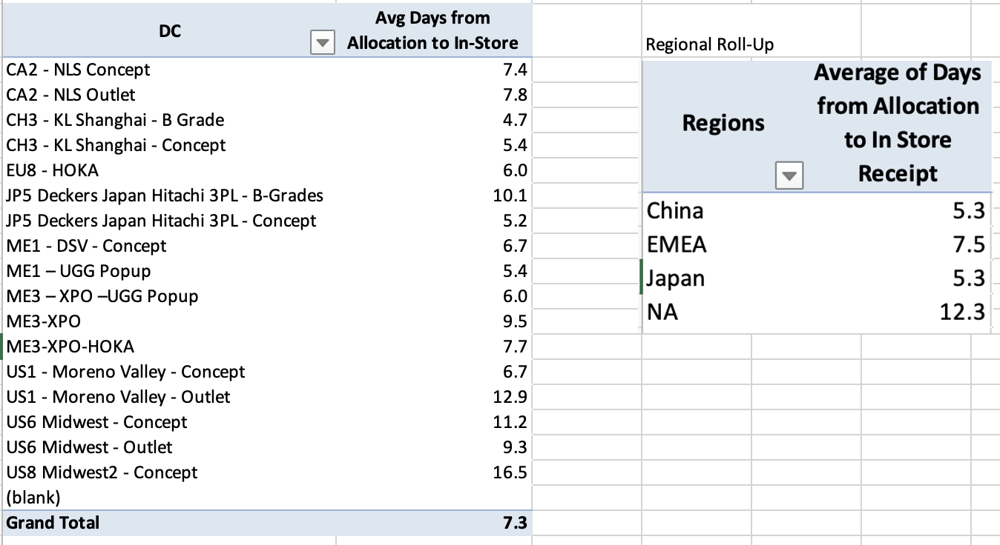 DC
Avg Days from
Allocation to In-Store
CA2 - NLS Concept 7.4
CA2 - NLS Outlet 7.8
CH3 - KL Shanghai - B Grade 4.7
CH3 - KL Shanghai - Concept 5.4
EU8 - HOKA 6.0
JP5 Deckers Japan Hitachi 3PL - B-Grades 10.1
JP5 Deckers Japan Hitachi 3PL - Concept 5.2
ME1 - DSV - Concept 6.7
ME1 – UGG Popup 5.4
ME3 – XPO –UGG Popup 6.0
ME3-XPO 9.5
ME3-XPO-HOKA 7.7
US1 - Moreno Valley - Concept 6.7
US1 - Moreno Valley - Outlet 12.9
US6 Midwest - Concept 11.2
US6 Midwest - Outlet 9.3
US8 Midwest2 - Concept 16.5
(blank)
Grand Total 7.3
Regional Roll-Up
Regions
Average of Days
from Allocation
to In Store
Receipt
China 5.3
EMEA 7.5
Japan 5.3
NA 12.3